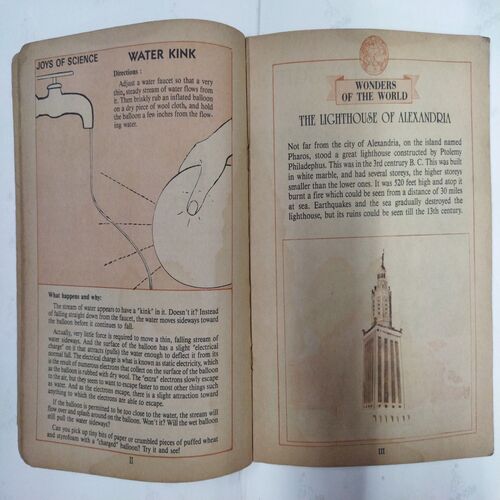 JOYS OF SCIENCE
WATER KINK
Directions :
Adjust a water faucet so that a very
thin, steady stream of water flows from
it. Then briskly rub an inflated balloon
on a dry piece of wool cloth, and hold
the balloon a few inches from the flow-
ing water.
What happens and why:
The stream of water appears to have a "kink" in it. Doesn't it? Instead
of falling straight down from the faucet, the water moves sideways toward
the balloon before it continues to fall.
Actually, very little force is required to move a thin, falling stream of
water sideways. And the surface of the balloon has a slight "electrical
charge" on it that attracts (pulls) the water enough to deflect it from its
normal fall. The electrical charge is what is known as static electricity, which
is the result of numerous electrons that collect on the surface of the balloon
as the balloon is rubbed with dry wool. The "extra" electrons slowly escape
to the air, but they seem to want to escape faster to most other things such
as water. And as the electrons escape, there is a slight attraction toward
anything to which the electrons are able to escape.
If the balloon is permitted to be too close to the water, the stream will
flow over and splash around on the balloon. Won't it? Will the wet balloon
still pull the water sideways?
Can you pick up tiny bits of paper or crumbled pieces of puffed wheat
and styrofoam with a "charged" balloon? Try it and see!
II
WONDERS
OF THE WORLD
THE LIGHTHOUSE OF ALEXANDRIA
Not far from the city of Alexandria, on the island named
Pharos, stood a great lighthouse constructed by Ptolemy
Philadephus. This was in the 3rd centrury B. C. This was built
in white marble, and had several storeys, the higher storeys
smaller than the lower ones. It was 520 feet high and atop it
burnt a fire which could be seen from a distance of 30 miles
at sea. Earthquakes and the sea gradually destroyed the
lighthouse, but its ruins could be seen till the 13th century.
III